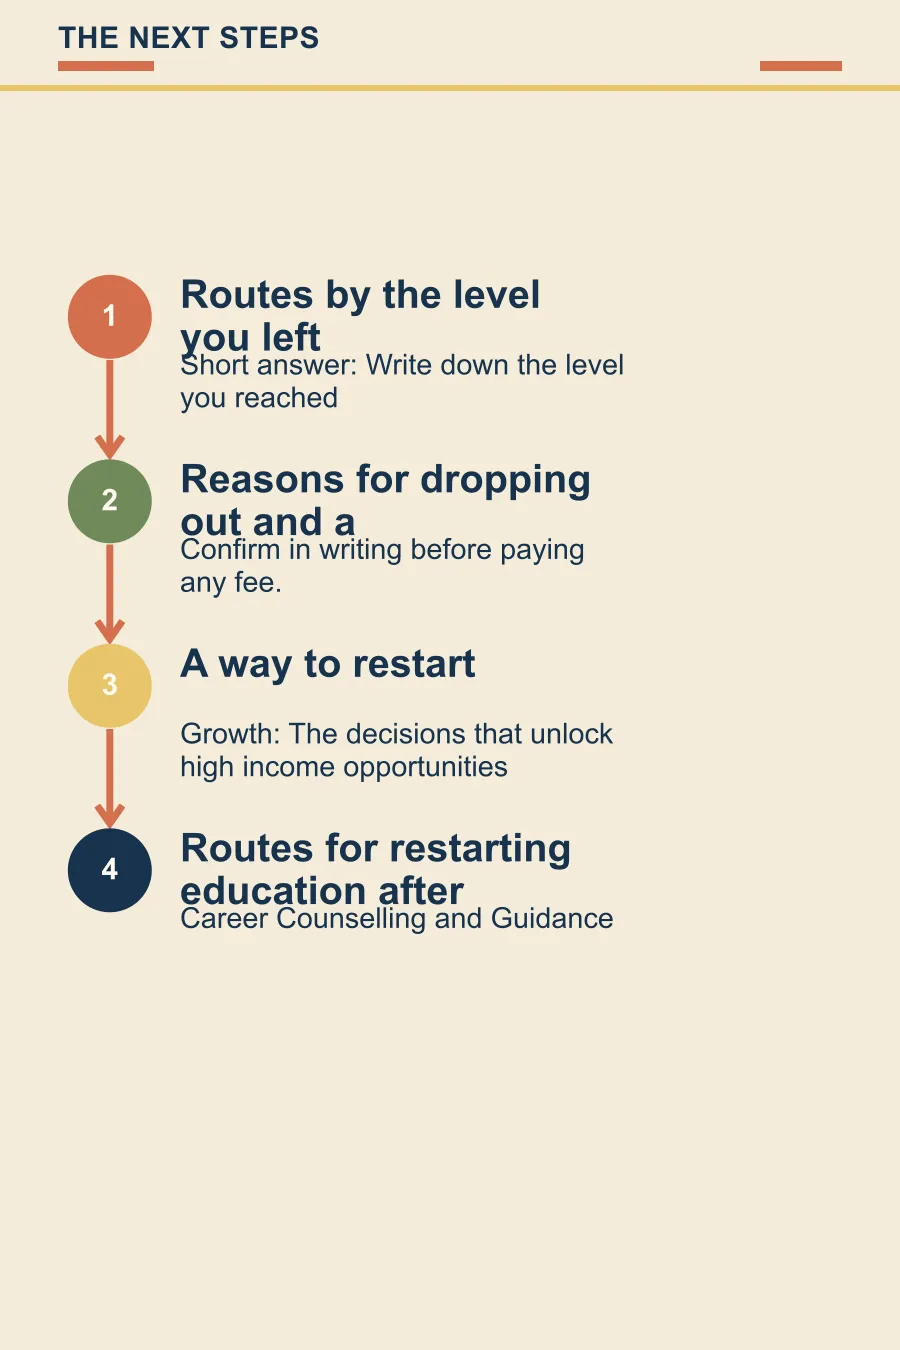 THE NEXT STEPS
1
Routes by the level
you left
Short answer: Write down the level
you reached
2
Reasons for dropping
out and a
Confirm in writing before paying
any fee.
3
A way to restart
Growth: The decisions that unlock
high income opportunities
4
Routes for restarting
education after
Career Counselling and Guidance